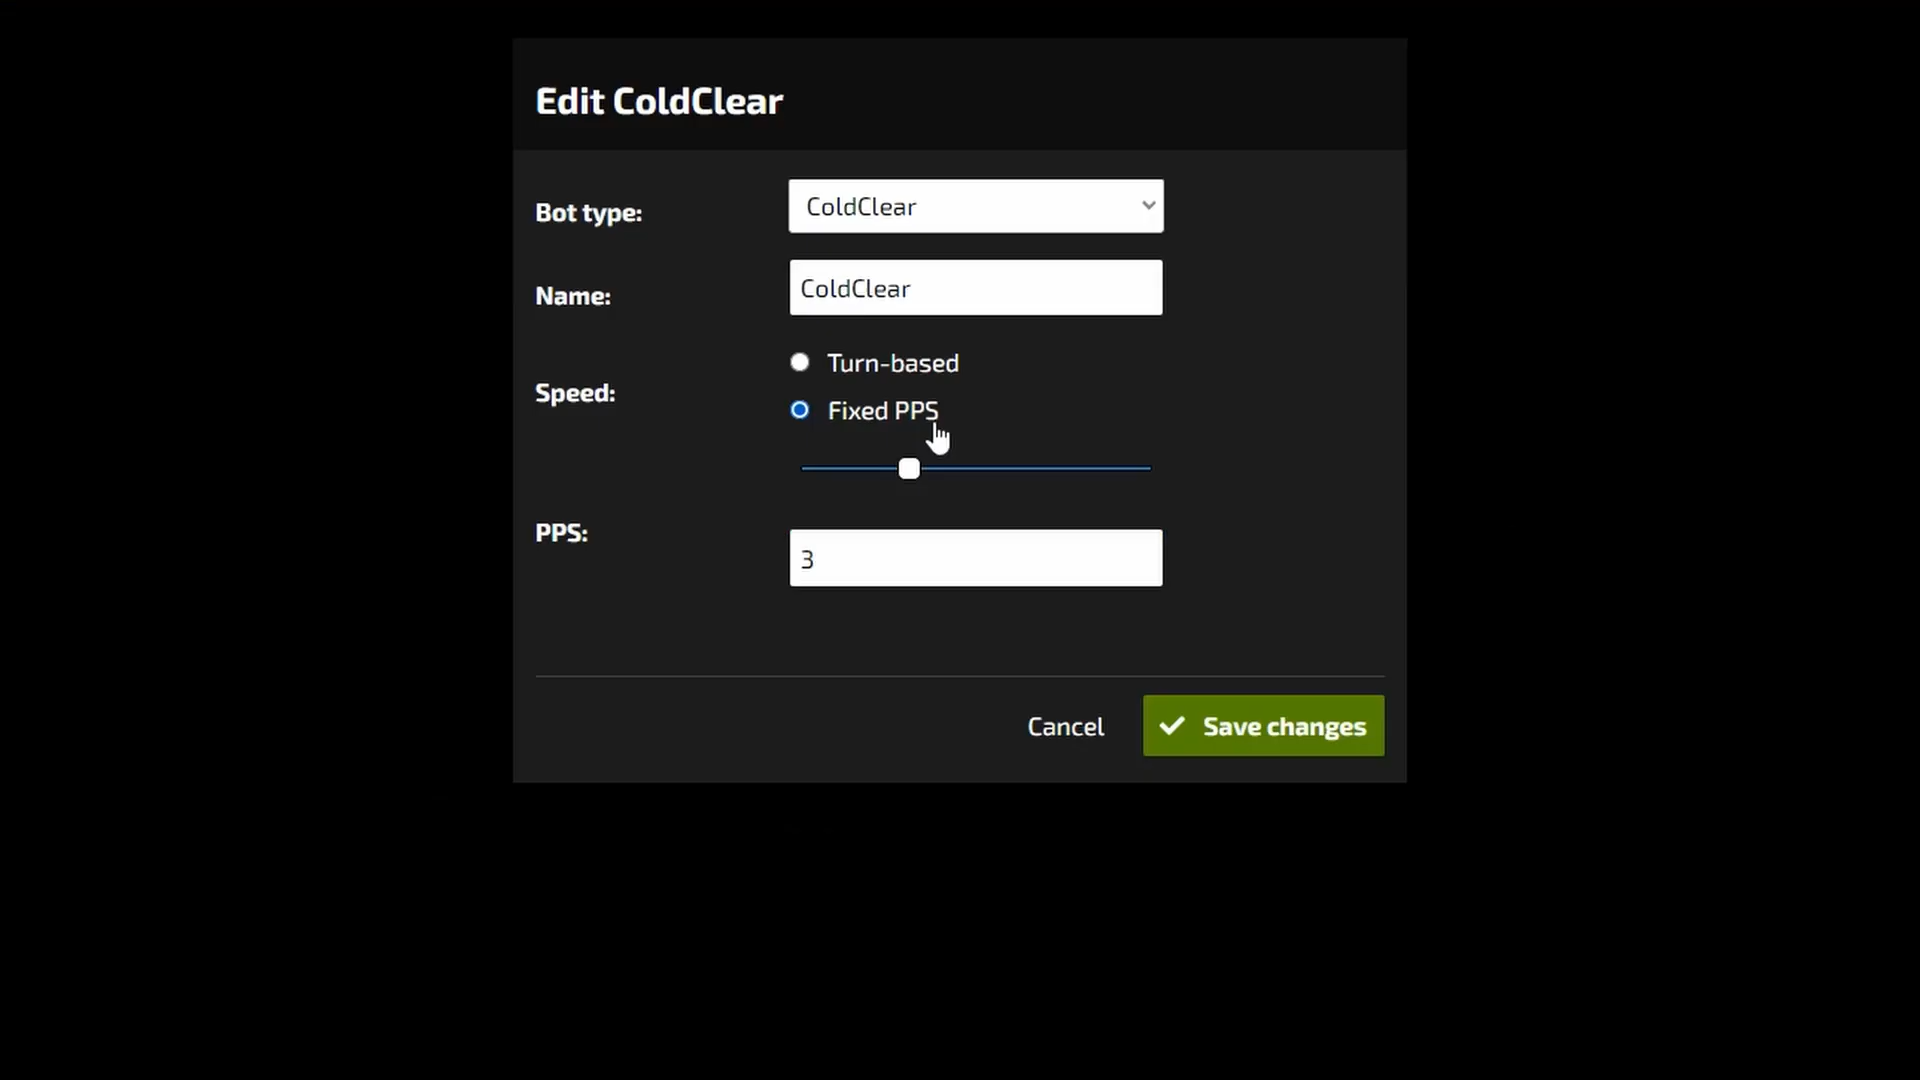 Edit ColdClear
Bot type:
ColdClear
Name:
ColdClear
Speed:
Turn-based
Fixed PPS
PPS:
3
Cancel
Save changes